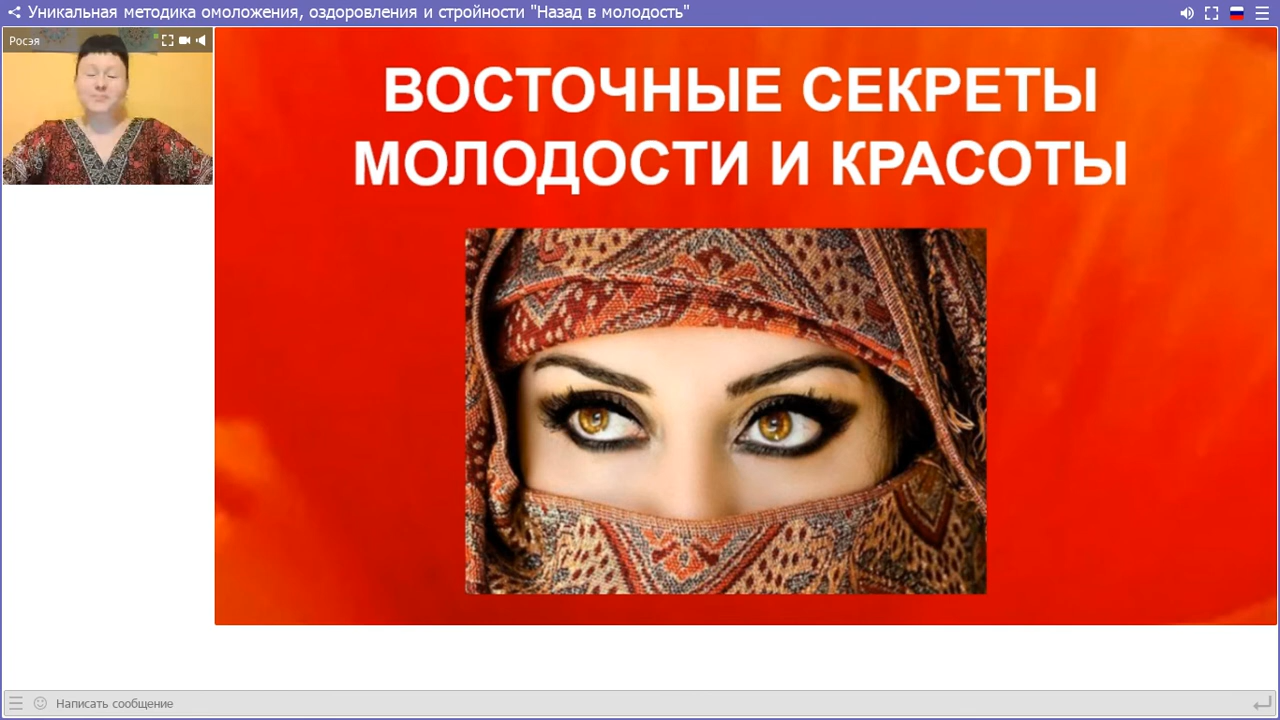 Уникальная методика омоложения, оздоровления и стройности "Назад в молодость"
Росэя
ВОСТОЧНЫЕ СЕКРЕТЫ
МОЛОДОСТИ И КРАСОТЫ
Написать сообщение